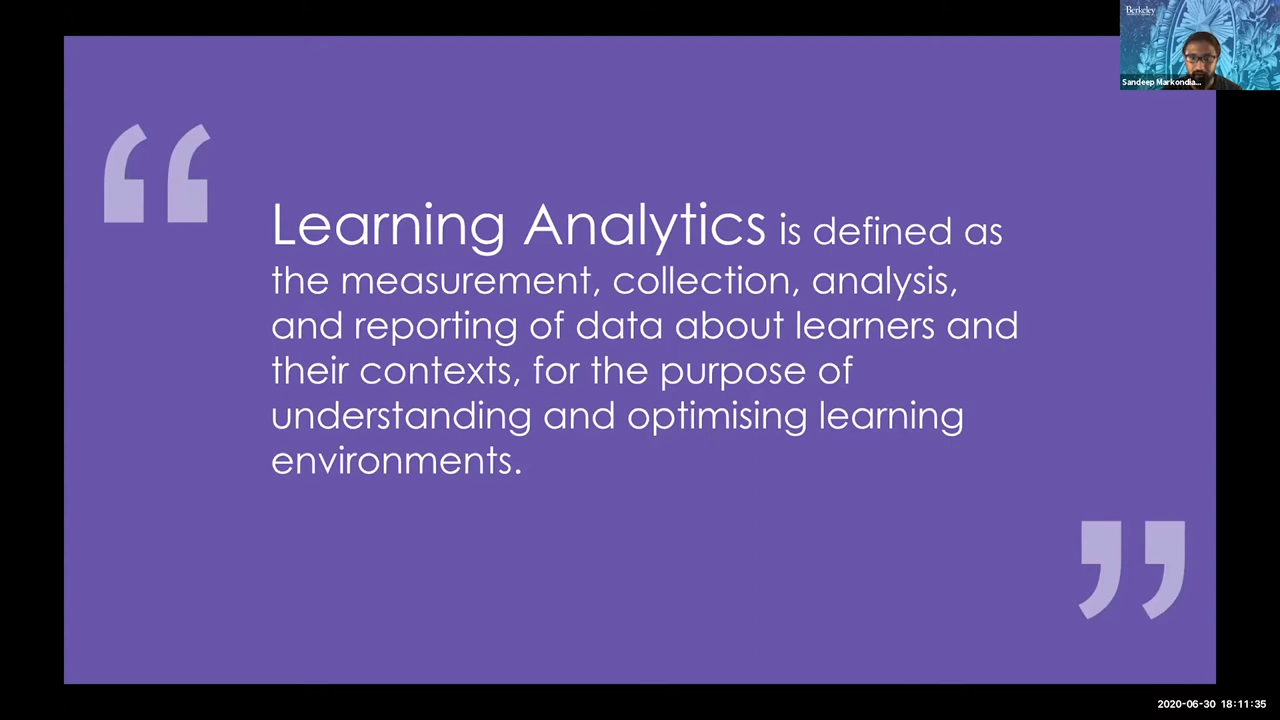 Berkeley
Sandeep Markondia...
Learning Analytics is defined as
the measurement, collection, analysis,
and reporting of data about learners and
their contexts, for the purpose of
understanding and optimising learning
environments.
2020-06-30 18:11:35